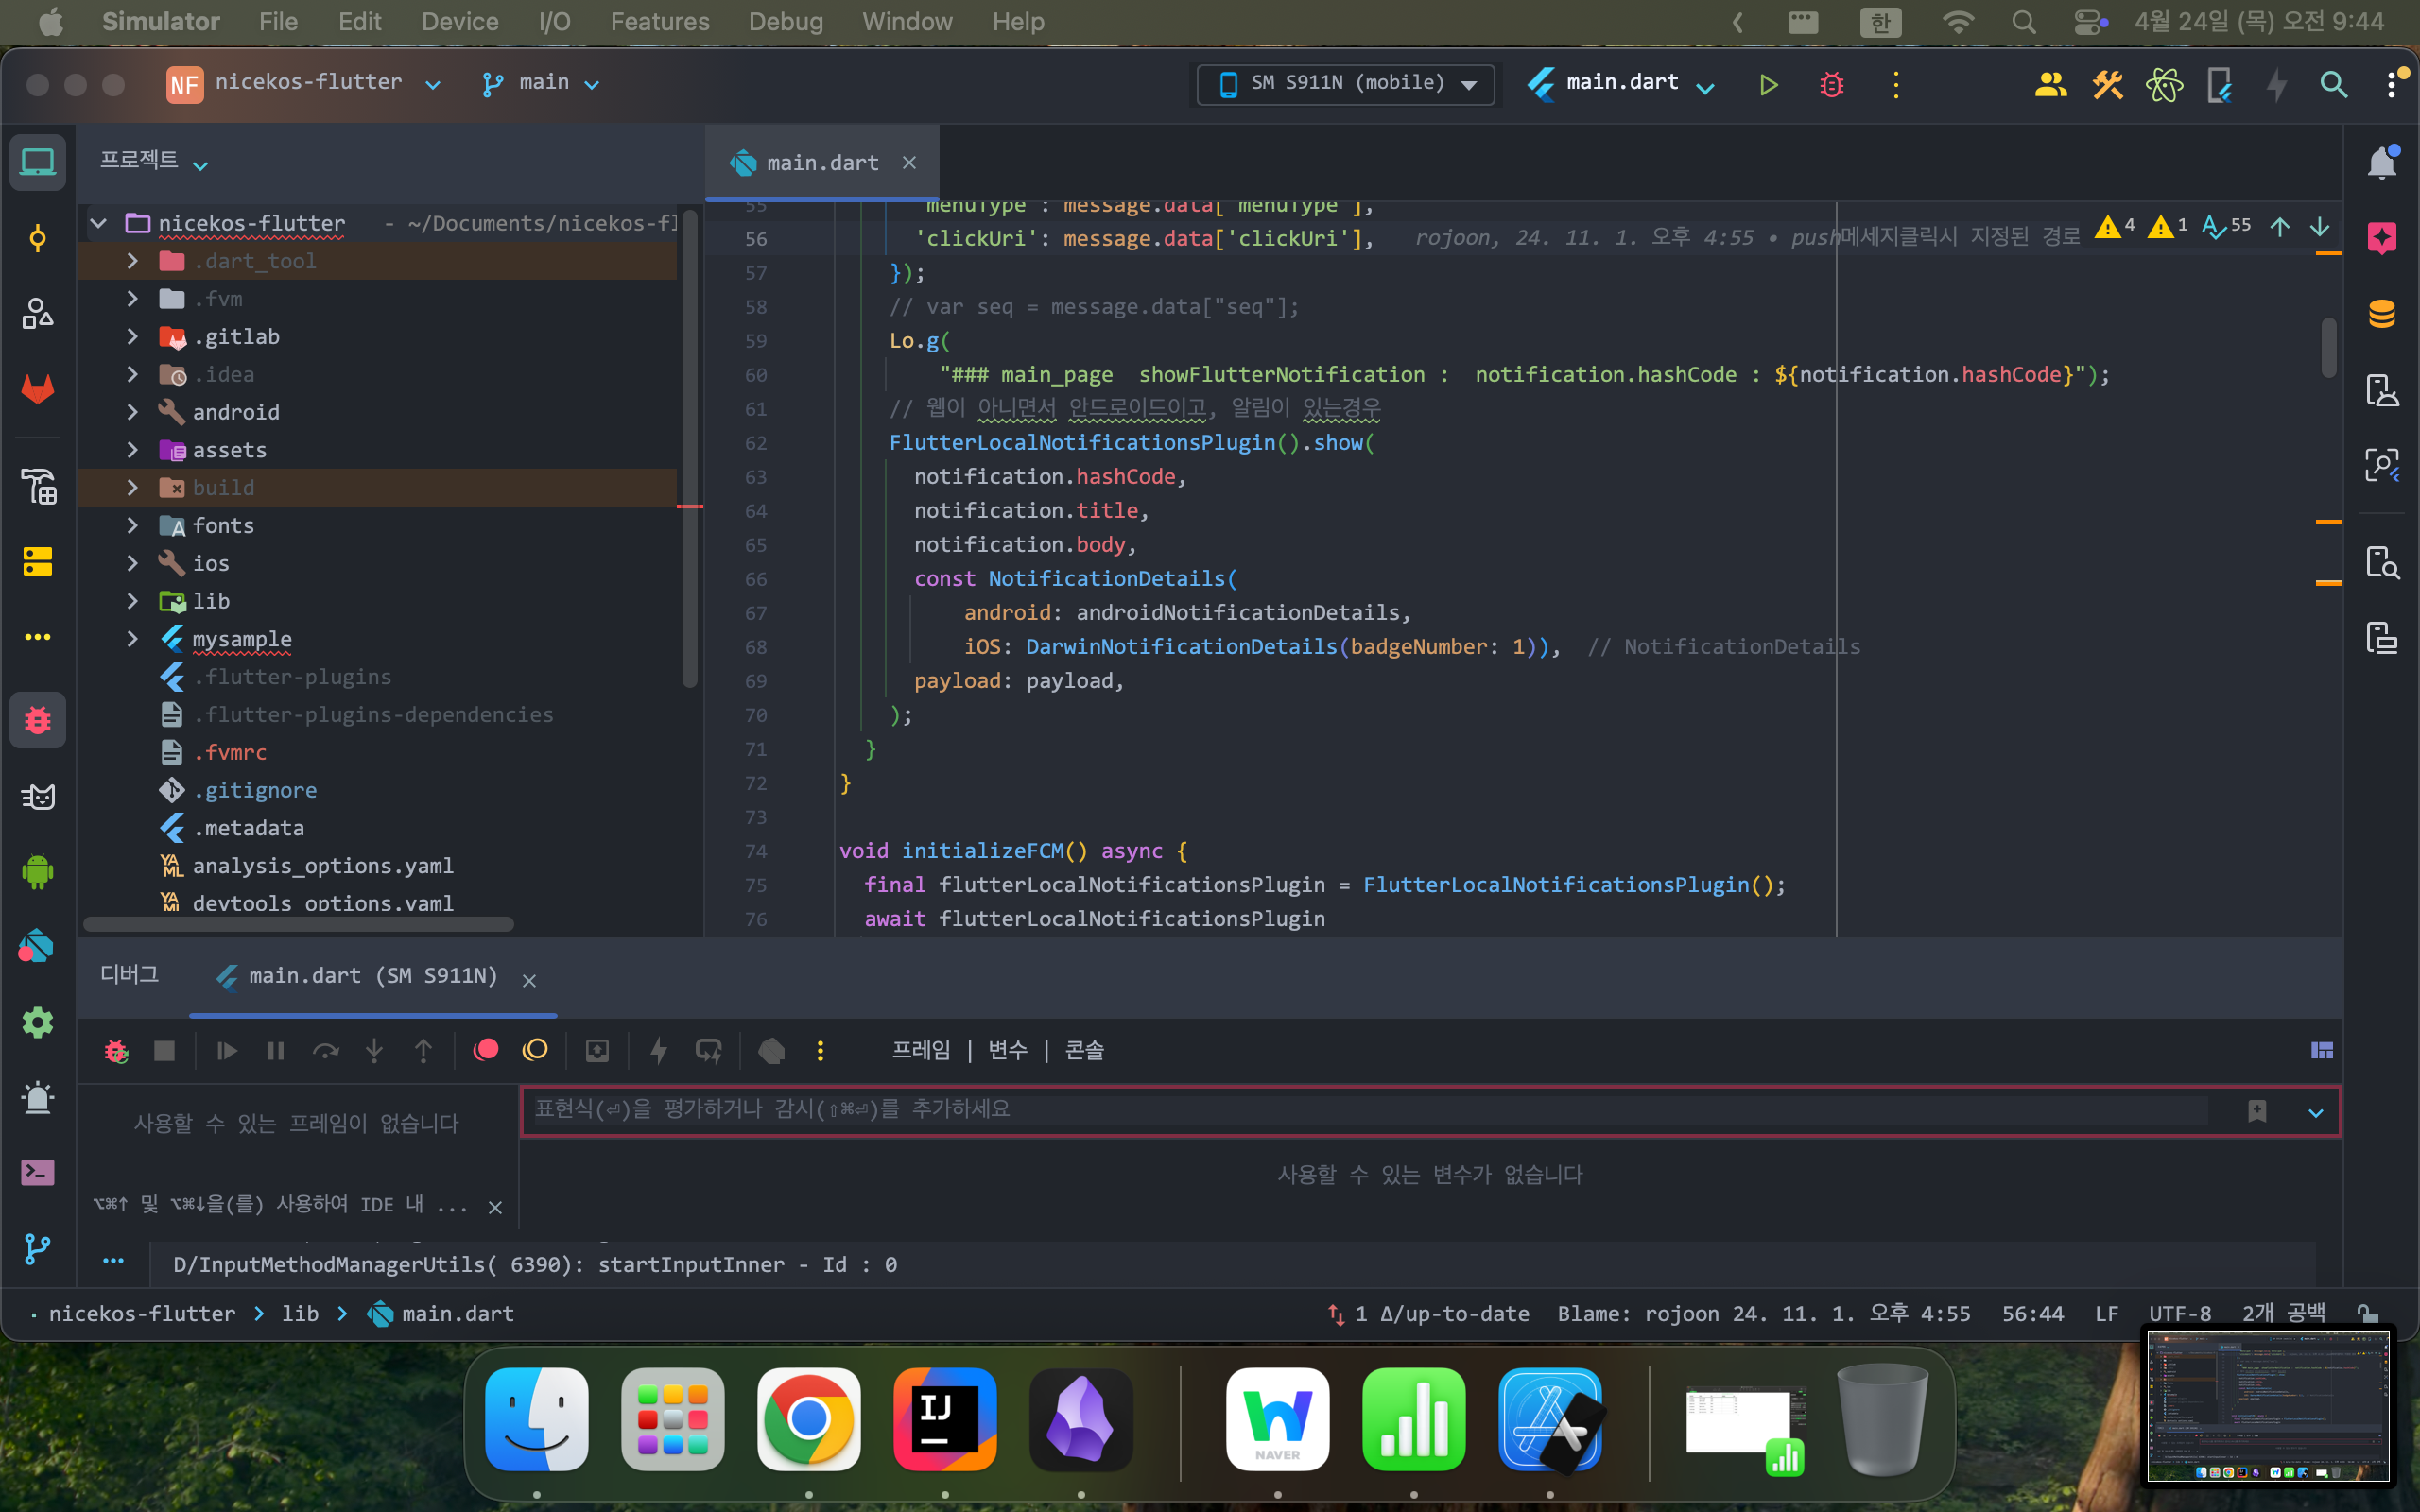 Simulator File Edit Device I/O Features Debug Window Help 한 4월 24일 (목) 오전 9:44
NF nicekos-flutter main SM S911N (mobile) main.dart
프로젝트
main.dart
nicekos-flutter - ~/Documents/nicekos-fl
.dart_tool
.fvm
.gitlab
.idea
android
assets
build
fonts
ios
lib
mysample
.flutter-plugins
.flutter-plugins-dependencies
.fvmrc
.gitignore
.metadata
analysis_options.yaml
devtools_options.yaml
55 'menuType': message.data['menuType'],
56 'clickUri': message.data['clickUri'], rojoon, 24. 11. 1. 오후 4:55 • push메세지클릭시 지정된 경로 4 1 55
57 });
58 // var seq = message.data["seq"];
59 Lo.g(
60 "### main_page  showFlutterNotification :  notification.hashCode : ${notification.hashCode}");
61 // 웹이 아니면서 안드로이드이고, 알림이 있는경우
62 FlutterLocalNotificationsPlugin().show(
63 notification.hashCode,
64 notification.title,
65 notification.body,
66 const NotificationDetails(
67 android: androidNotificationDetails,
68 iOS: DarwinNotificationDetails(badgeNumber: 1)),  // NotificationDetails
69 payload: payload,
70 );
71 }
72 }
73
74 void initializeFCM() async {
75 final flutterLocalNotificationsPlugin = FlutterLocalNotificationsPlugin();
76 await flutterLocalNotificationsPlugin
디버그 main.dart (SM S911N)
프레임 | 변수 | 콘솔
사용할 수 있는 프레임이 없습니다
표현식(⏎)을 평가하거나 감시(⇧⌘⏎)를 추가하세요
사용할 수 있는 변수가 없습니다
⌥⌘↑ 및 ⌥⌘↓을(를) 사용하여 IDE 내 ...
D/InputMethodManagerUtils( 6390): startInputInner - Id : 0
nicekos-flutter > lib > main.dart 1 Δ/up-to-date Blame: rojoon 24. 11. 1. 오후 4:55 56:44 LF UTF-8 2개 공백
IJ
NAVER